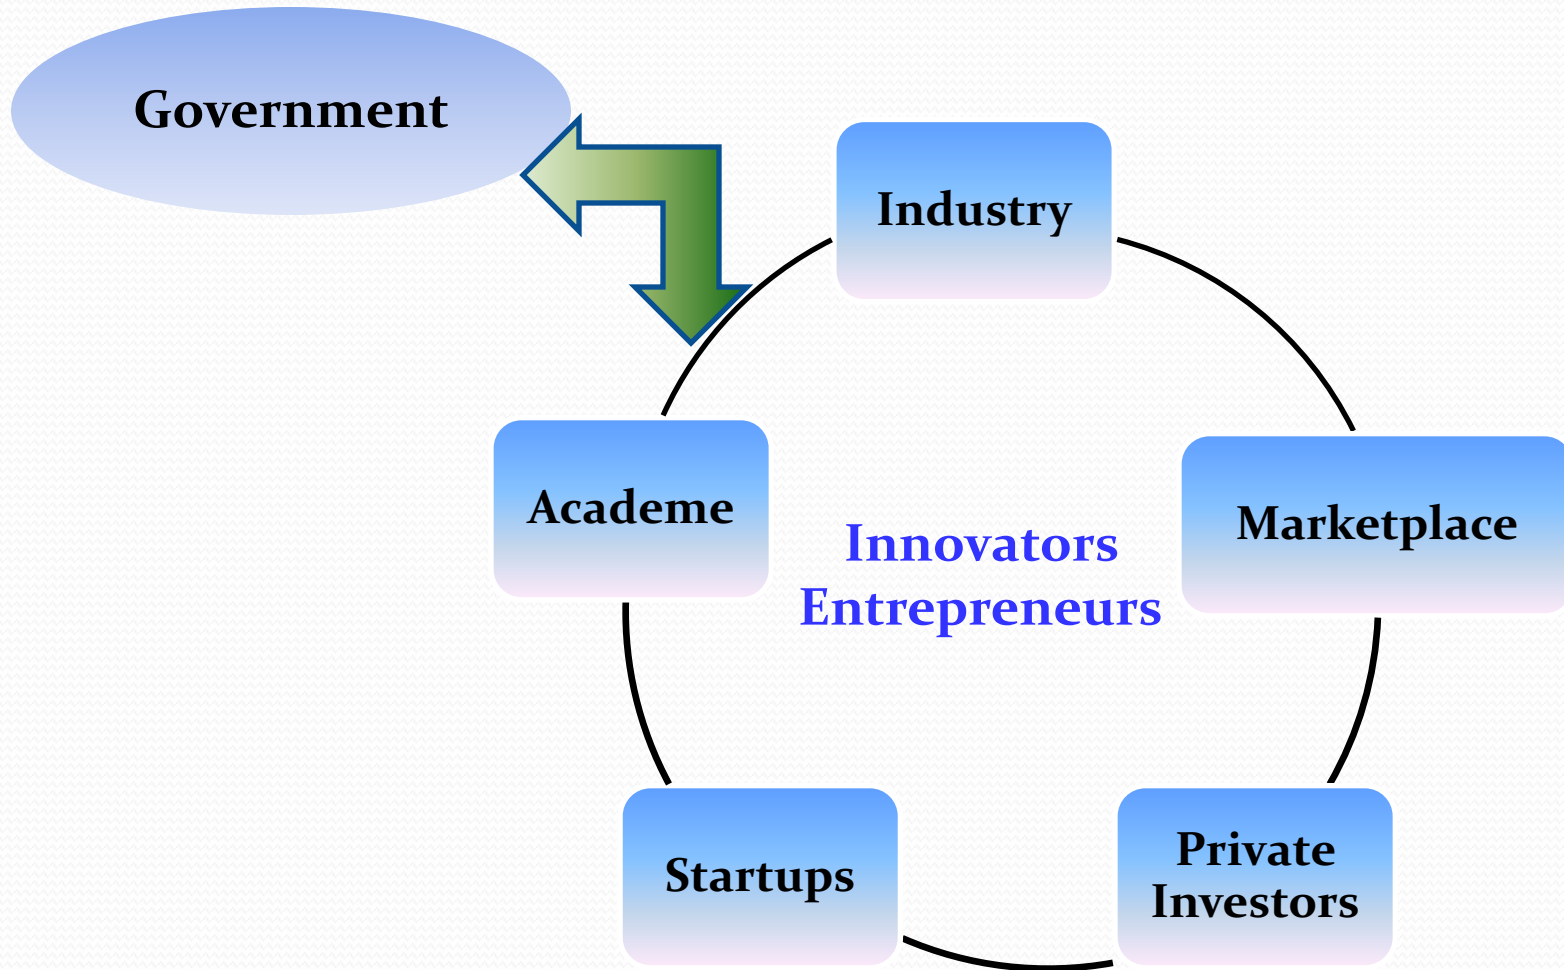 Government
Industry
Academe
Marketplace
Innovators
Entrepreneurs
Startups
Private
Investors